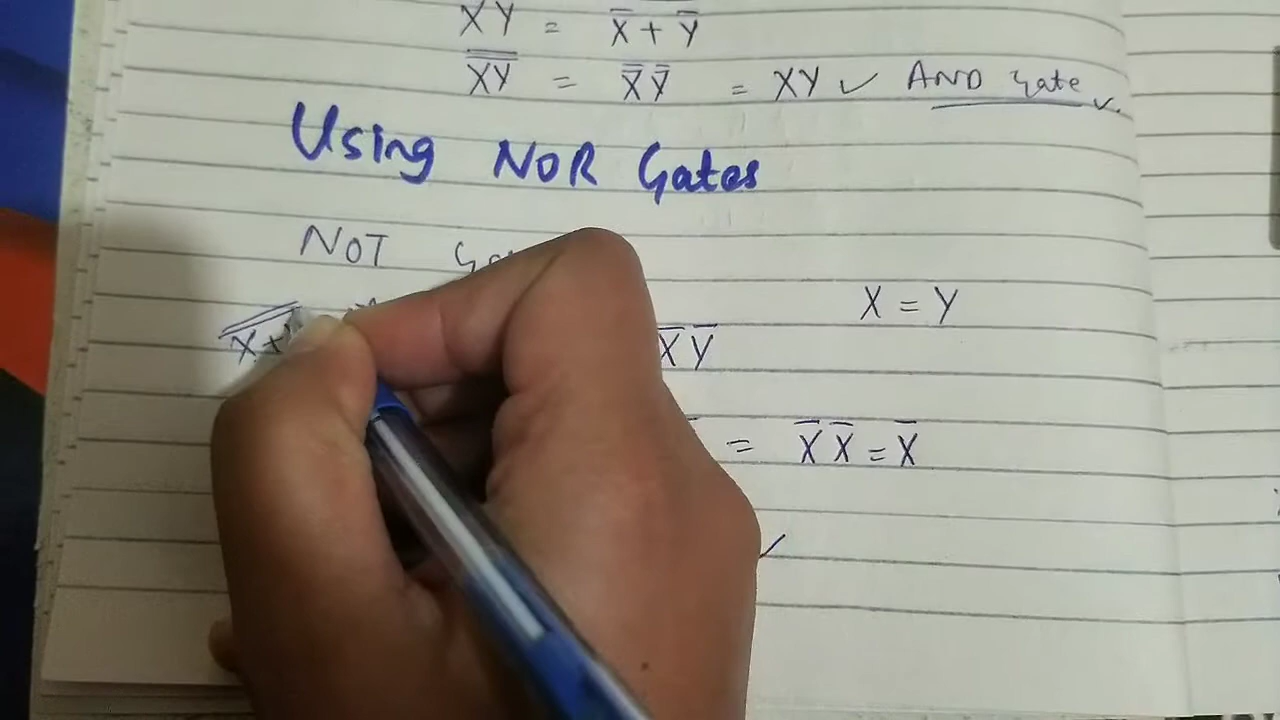 XY = X̅ + Y̅
X̿Y̿ = X̿ Y̿ = XY ✓ AND Gate ✓
Using NOR Gates
NOT
X = Y
X +
X̅ Y̅
= X̅ X̅ = X̅
✓